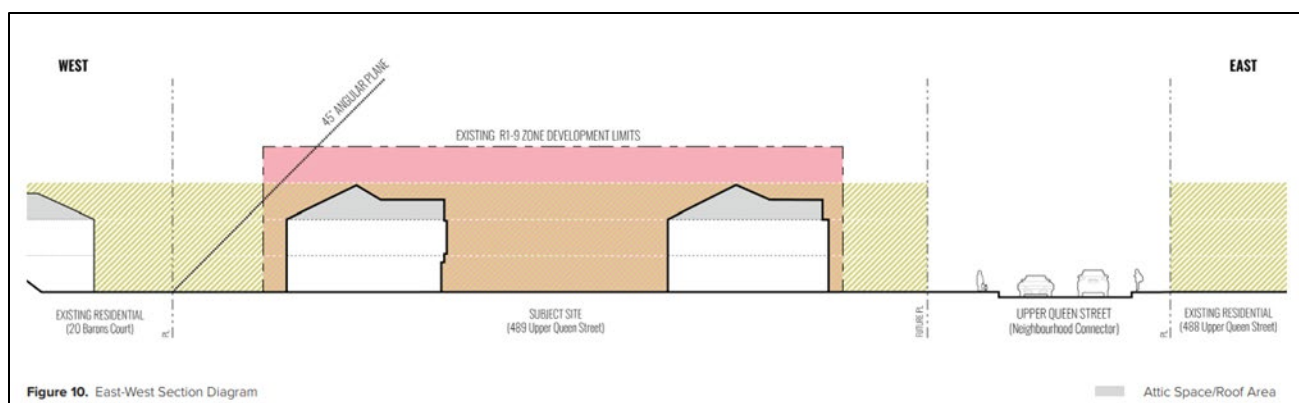 WEST
EAST
45° ANGULAR PLANE
EXISTING R1-9 ZONE DEVELOPMENT LIMITS
EXISTING RESIDENTIAL
(20 Barons Court)
PL
SUBJECT SITE
(489 Upper Queen Street)
FUTURE PL
UPPER QUEEN STREET
(Neighbourhood Connector)
PL
EXISTING RESIDENTIAL
(488 Upper Queen Street)
Figure 10. East-West Section Diagram
Attic Space/Roof Area